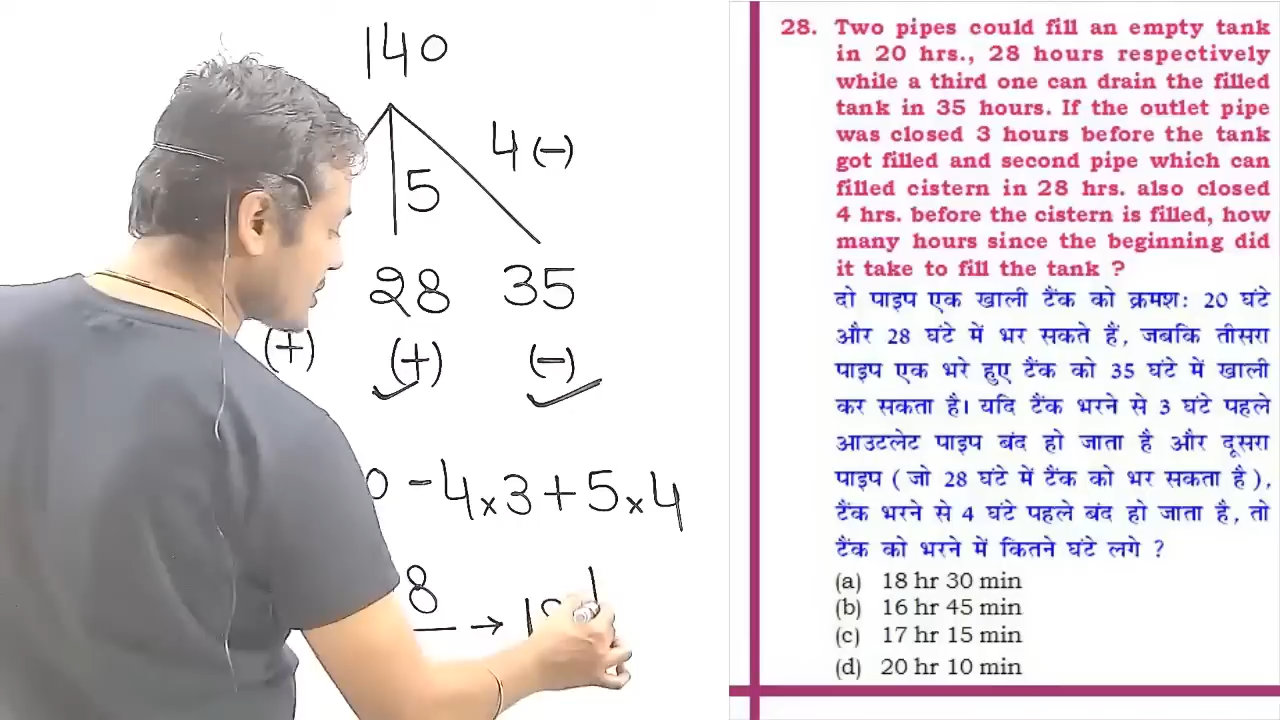 140
4 (-)
5
28 35
(+) (+) (-)
0 - 4x3 + 5x4
8
→
28. Two pipes could fill an empty tank
in 20 hrs., 28 hours respectively
while a third one can drain the filled
tank in 35 hours. If the outlet pipe
was closed 3 hours before the tank
got filled and second pipe which can
filled cistern in 28 hrs. also closed
4 hrs. before the cistern is filled, how
many hours since the beginning did
it take to fill the tank ?
दो पाइप एक खाली टैंक को क्रमश: 20 घंटे
और 28 घंटे में भर सकते हैं, जबकि तीसरा
पाइप एक भरे हुए टैंक को 35 घंटे में खाली
कर सकता है। यदि टैंक भरने से 3 घंटे पहले
आउटलेट पाइप बंद हो जाता है और दूसरा
पाइप ( जो 28 घंटे में टैंक को भर सकता है ),
टैंक भरने से 4 घंटे पहले बंद हो जाता है, तो
टैंक को भरने में कितने घंटे लगे ?
(a) 18 hr 30 min
(b) 16 hr 45 min
(c) 17 hr 15 min
(d) 20 hr 10 min